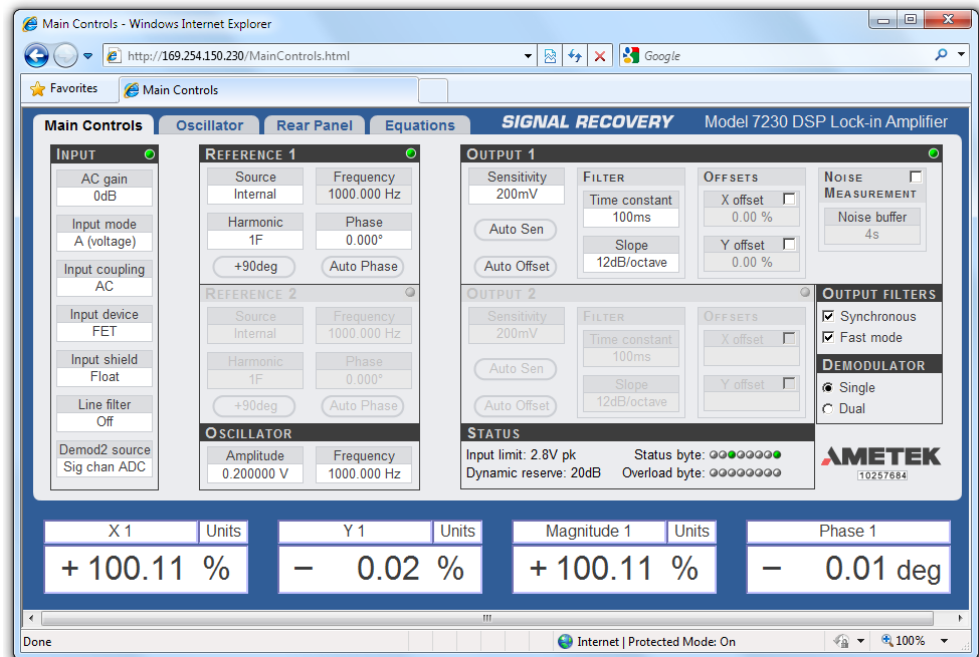 Main Controls - Windows Internet Explorer
http://169.254.150.230/MainControls.html
Google
Favorites
Main Controls
Main Controls
Oscillator
Rear Panel
Equations
SIGNAL RECOVERY
Model 7230 DSP Lock-in Amplifier
INPUT
AC gain
0dB
Input mode
A (voltage)
Input coupling
AC
Input device
FET
Input shield
Float
Line filter
Off
Demod2 source
Sig chan ADC
REFERENCE 1
Source
Internal
Frequency
1000.000 Hz
Harmonic
1F
Phase
0.000°
+90deg
Auto Phase
REFERENCE 2
Source
Internal
Frequency
1000.000 Hz
Harmonic
1F
Phase
0.000°
+90deg
Auto Phase
OSCILLATOR
Amplitude
0.200000 V
Frequency
1000.000 Hz
OUTPUT 1
Sensitivity
200mV
Auto Sen
Auto Offset
FILTER
Time constant
100ms
Slope
12dB/octave
OFFSETS
X offset
0.00 %
Y offset
0.00 %
NOISE
MEASUREMENT
Noise buffer
4s
OUTPUT 2
Sensitivity
200mV
Auto Sen
Auto Offset
FILTER
Time constant
100ms
Slope
12dB/octave
OFFSETS
X offset
Y offset
OUTPUT FILTERS
Synchronous
Fast mode
DEMODULATOR
Single
Dual
STATUS
Input limit: 2.8V pk
Status byte:
Dynamic reserve: 20dB
Overload byte:
AMETEK
10257684
X 1
Units
+ 100.11 %
Y 1
Units
− 0.02 %
Magnitude 1
Units
+ 100.11 %
Phase 1
− 0.01 deg
Done
Internet | Protected Mode: On
100%